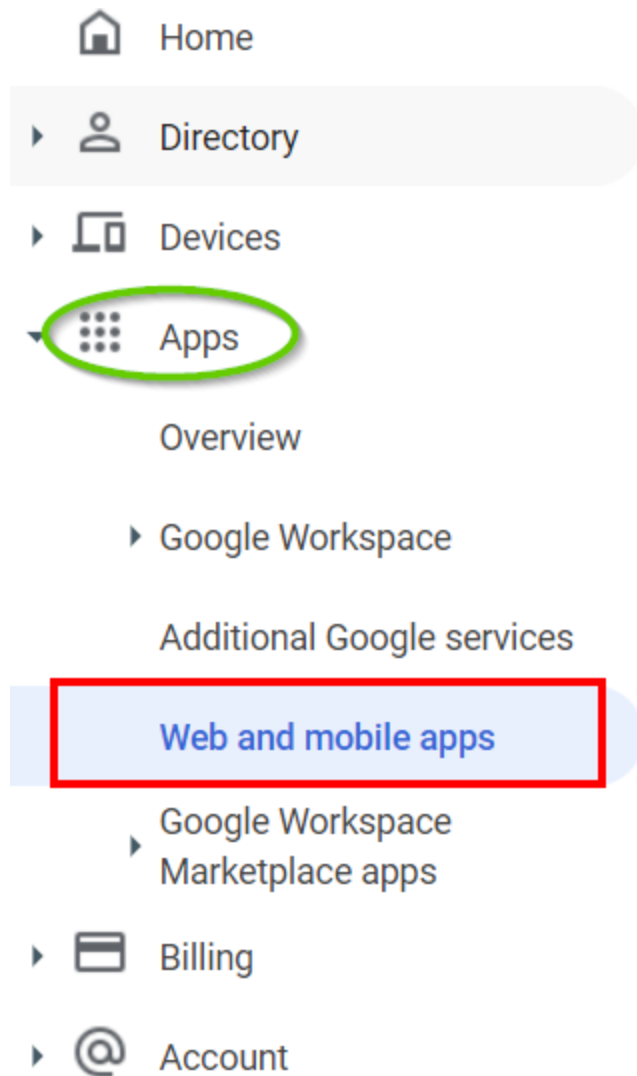 Home
Directory
Devices
Apps
Overview
Google Workspace
Additional Google services
Web and mobile apps
Google Workspace
Marketplace apps
Billing
Account